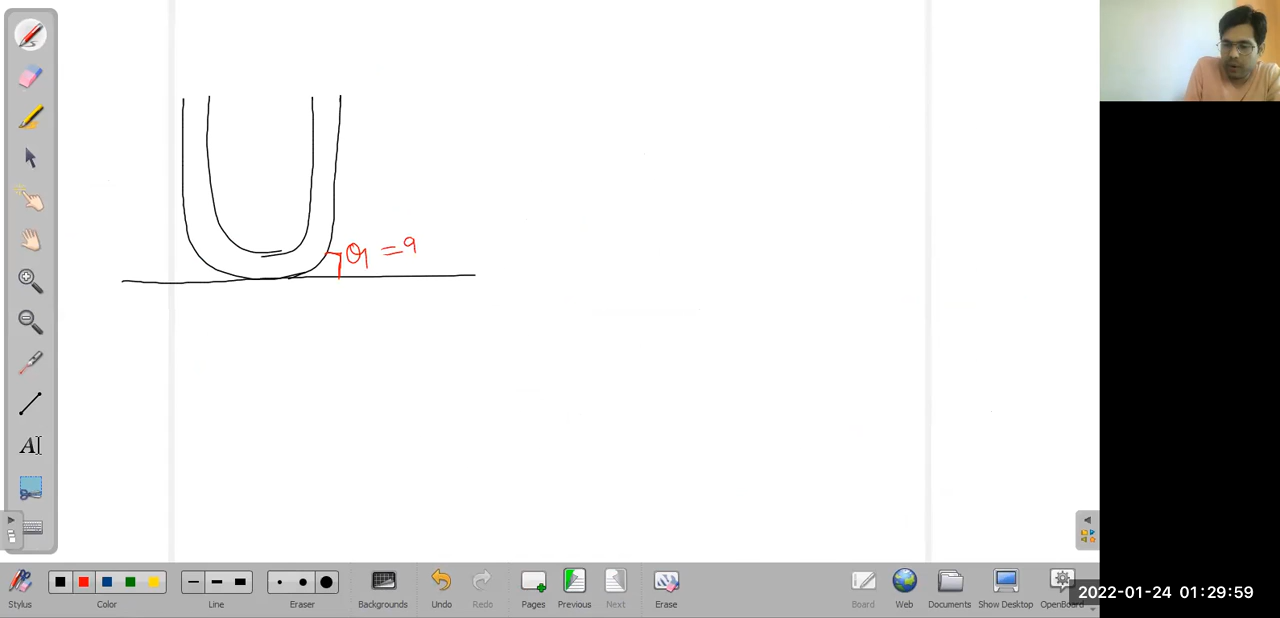 θ₁ = 9
A
Stylus
Color
Line
Eraser
Backgrounds
Undo
Redo
Pages
Previous
Next
Erase
Board
Web
Documents
Show Desktop
OpenBoard
2022-01-24 01:29:59